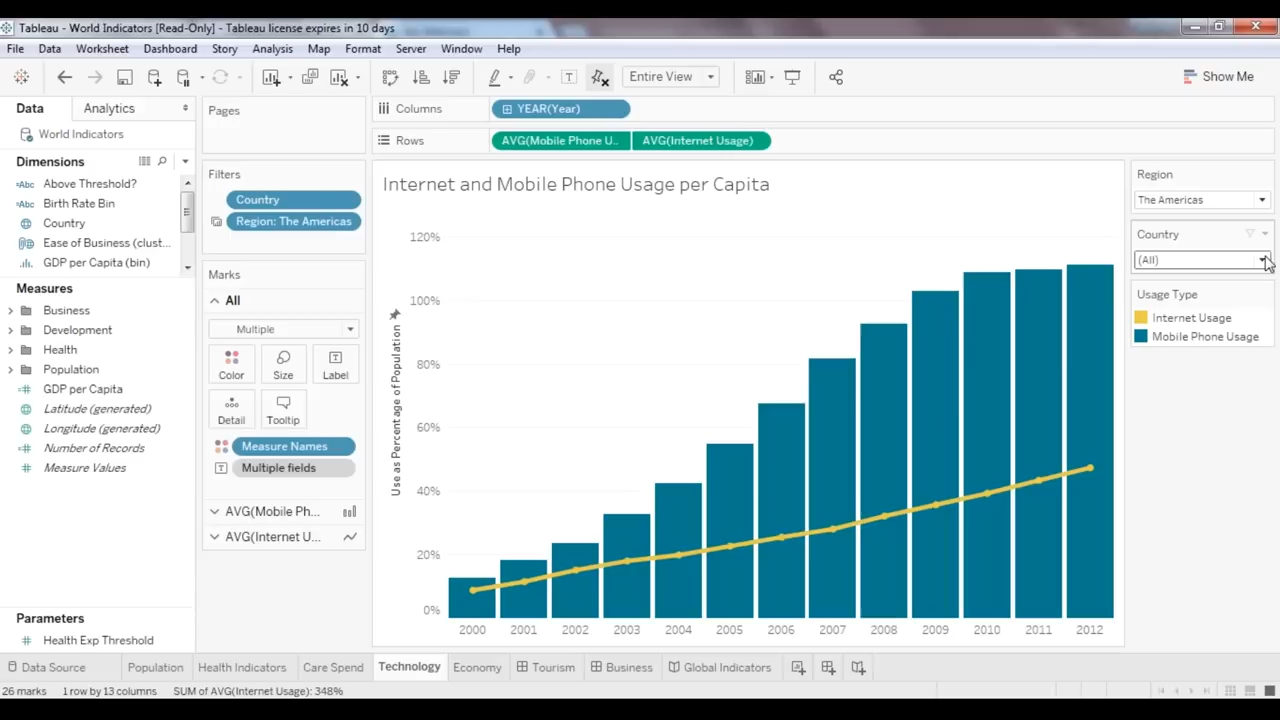 Tableau - World Indicators [Read-Only] - Tableau license expires in 10 days
File Data Worksheet Dashboard Story Analysis Map Format Server Window Help
Entire View
Show Me
Data Analytics
World Indicators
Dimensions
Abc Above Threshold?
Abc Birth Rate Bin
Country
Ease of Business (clust...
GDP per Capita (bin)
Measures
Business
Development
Health
Population
GDP per Capita
Latitude (generated)
Longitude (generated)
Number of Records
Measure Values
Parameters
Health Exp Threshold
Pages
Filters
Country
Region: The Americas
Marks
All
Multiple
Color Size Label
Detail Tooltip
Measure Names
Multiple fields
AVG(Mobile Ph...
AVG(Internet U...
Columns YEAR(Year)
Rows AVG(Mobile Phone U.. AVG(Internet Usage)
Internet and Mobile Phone Usage per Capita
Use as Percentage of Population
120%
100%
80%
60%
40%
20%
0%
2000 2001 2002 2003 2004 2005 2006 2007 2008 2009 2010 2011 2012
Region
The Americas
Country
(All)
Usage Type
Internet Usage
Mobile Phone Usage
Data Source Population Health Indicators Care Spend Technology Economy Tourism Business Global Indicators
26 marks 1 row by 13 columns SUM of AVG(Internet Usage): 348%